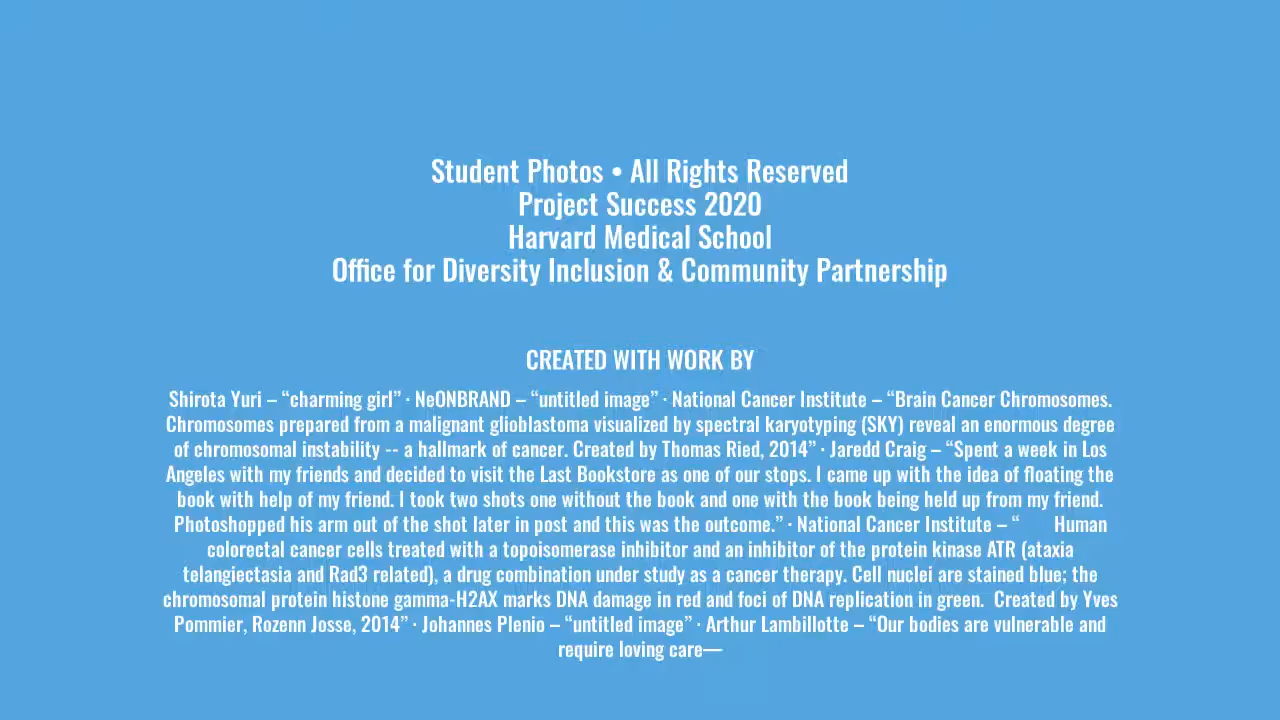 Student Photos • All Rights Reserved
Project Success 2020
Harvard Medical School
Office for Diversity Inclusion & Community Partnership
CREATED WITH WORK BY
Shirota Yuri – “charming girl” · NeONBRAND – “untitled image” · National Cancer Institute – “Brain Cancer Chromosomes.
Chromosomes prepared from a malignant glioblastoma visualized by spectral karyotyping (SKY) reveal an enormous degree
of chromosomal instability -- a hallmark of cancer. Created by Thomas Ried, 2014” · Jaredd Craig – “Spent a week in Los
Angeles with my friends and decided to visit the Last Bookstore as one of our stops. I came up with the idea of floating the
book with help of my friend. I took two shots one without the book and one with the book being held up from my friend.
Photoshopped his arm out of the shot later in post and this was the outcome.” · National Cancer Institute – “ Human
colorectal cancer cells treated with a topoisomerase inhibitor and an inhibitor of the protein kinase ATR (ataxia
telangiectasia and Rad3 related), a drug combination under study as a cancer therapy. Cell nuclei are stained blue; the
chromosomal protein histone gamma-H2AX marks DNA damage in red and foci of DNA replication in green.  Created by Yves
Pommier, Rozenn Josse, 2014” · Johannes Plenio – “untitled image” · Arthur Lambillotte – “Our bodies are vulnerable and
require loving care—